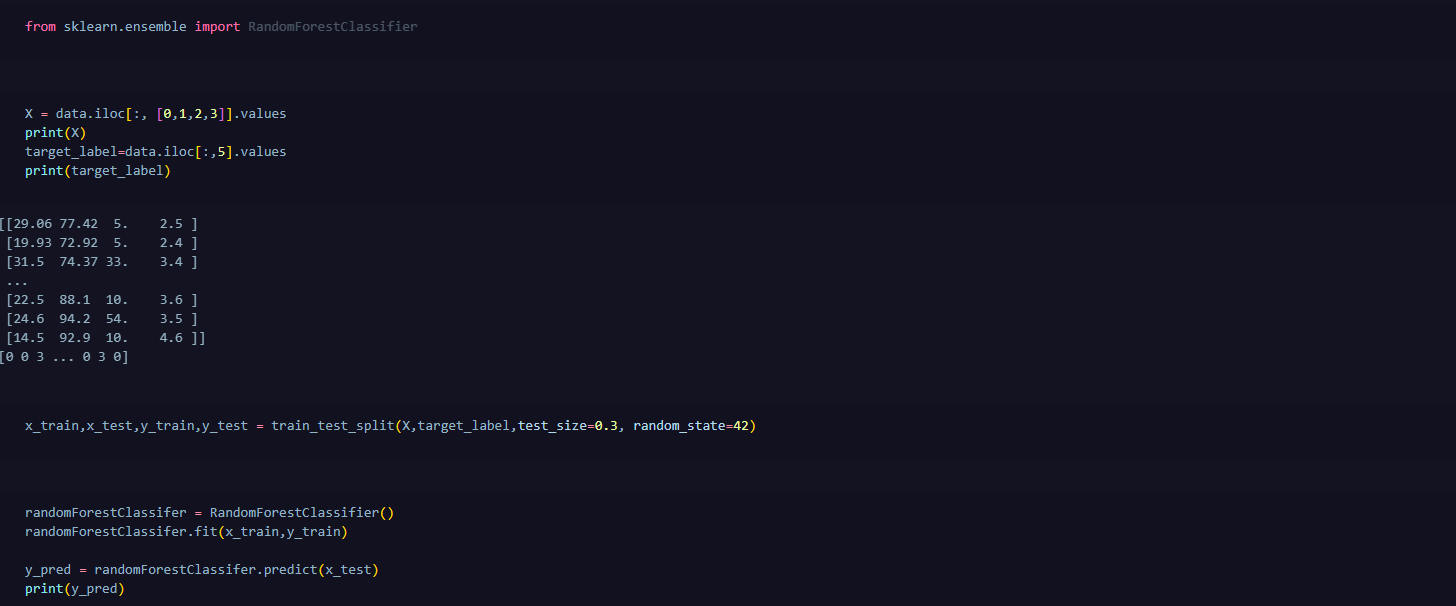 from sklearn.ensemble import RandomForestClassifier
X = data.iloc[:, [0,1,2,3]].values
print(X)
target_label=data.iloc[:,5].values
print(target_label)
[[29.06 77.42  5.    2.5 ]
 [19.93 72.92  5.    2.4 ]
 [31.5  74.37 33.    3.4 ]
 ...
 [22.5  88.1  10.    3.6 ]
 [24.6  94.2  54.    3.5 ]
 [14.5  92.9  10.    4.6 ]]
[0 0 3 ... 0 3 0]
x_train,x_test,y_train,y_test = train_test_split(X,target_label,test_size=0.3, random_state=42)
randomForestClassifer = RandomForestClassifier()
randomForestClassifer.fit(x_train,y_train)
y_pred = randomForestClassifer.predict(x_test)
print(y_pred)